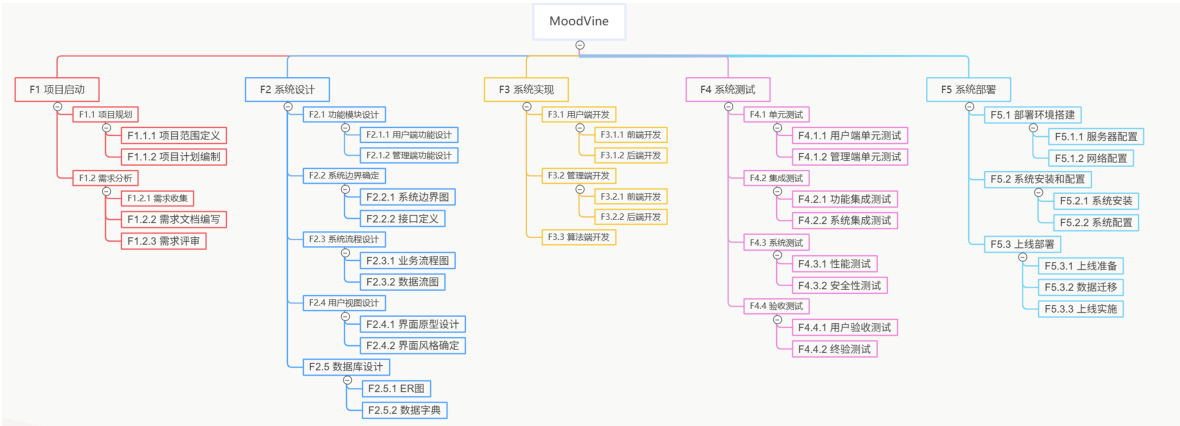 MoodVine
F1 项目启动
F1.1 项目规划
F1.1.1 项目范围定义
F1.1.2 项目计划编制
F1.2 需求分析
F1.2.1 需求收集
F1.2.2 需求文档编写
F1.2.3 需求评审
F2 系统设计
F2.1 功能模块设计
F2.1.1 用户端功能设计
F2.1.2 管理端功能设计
F2.2 系统边界确定
F2.2.1 系统边界图
F2.2.2 接口定义
F2.3 系统流程设计
F2.3.1 业务流程图
F2.3.2 数据流图
F2.4 用户视图设计
F2.4.1 界面原型设计
F2.4.2 界面风格确定
F2.5 数据库设计
F2.5.1 ER图
F2.5.2 数据字典
F3 系统实现
F3.1 用户端开发
F3.1.1 前端开发
F3.1.2 后端开发
F3.2 管理端开发
F3.2.1 前端开发
F3.2.2 后端开发
F3.3 算法端开发
F4 系统测试
F4.1 单元测试
F4.1.1 用户端单元测试
F4.1.2 管理端单元测试
F4.2 集成测试
F4.2.1 功能集成测试
F4.2.2 系统集成测试
F4.3 系统测试
F4.3.1 性能测试
F4.3.2 安全性测试
F4.4 验收测试
F4.4.1 用户验收测试
F4.4.2 终验测试
F5 系统部署
F5.1 部署环境搭建
F5.1.1 服务器配置
F5.1.2 网络配置
F5.2 系统安装和配置
F5.2.1 系统安装
F5.2.2 系统配置
F5.3 上线部署
F5.3.1 上线准备
F5.3.2 数据迁移
F5.3.3 上线实施